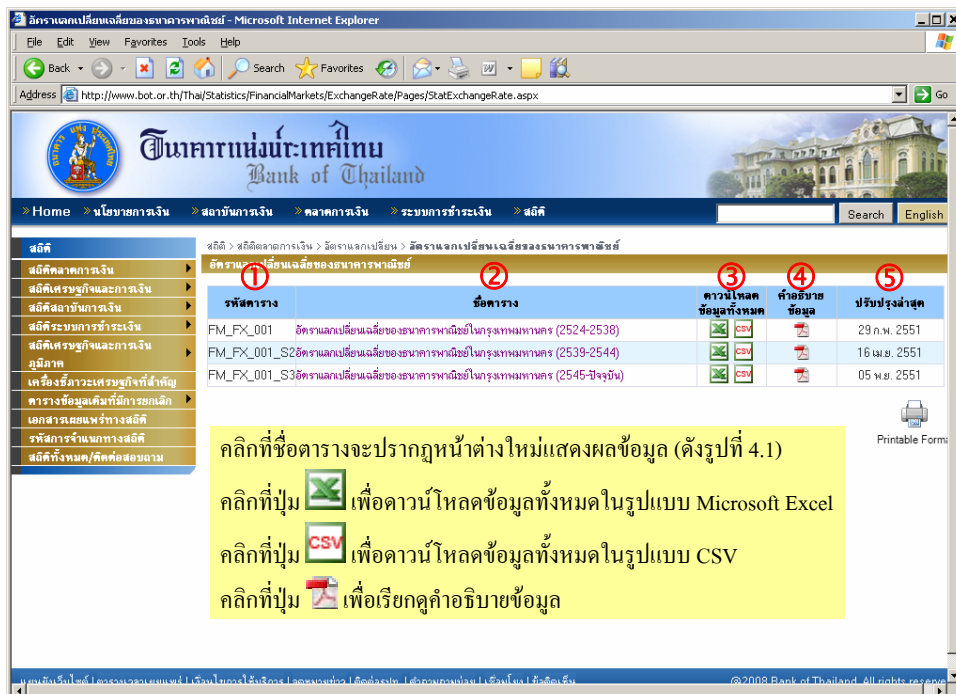 อัตราแลกเปลี่ยนเฉลี่ยของธนาคารพาณิชย์ - Microsoft Internet Explorer
File Edit View Favorites Tools Help
Back Search Favorites
Address http://www.bot.or.th/Thai/Statistics/FinancialMarkets/ExchangeRate/Pages/StatExchangeRate.aspx Go
ธนาคารแห่งประเทศไทย
Bank of Thailand
»Home »นโยบายการเงิน »สถาบันการเงิน »ตลาดการเงิน »ระบบการชำระเงิน »สถิติ Search English
สถิติ
สถิติตลาดการเงิน
สถิติเศรษฐกิจและการเงิน
สถิติสถาบันการเงิน
สถิติระบบการชำระเงิน
สถิติเศรษฐกิจและการเงิน
ภูมิภาค
เครื่องชี้ภาวะเศรษฐกิจที่สำคัญ
ตารางข้อมูลเดิมที่มีการยกเลิก
เอกสารเผยแพร่ทางสถิติ
รหัสการจำแนกทางสถิติ
สถิติทั้งหมด/ติดต่อสอบถาม
สถิติ > สถิติตลาดการเงิน > อัตราแลกเปลี่ยน > อัตราแลกเปลี่ยนเฉลี่ยของธนาคารพาณิชย์
อัตราแลกเปลี่ยนเฉลี่ยของธนาคารพาณิชย์
1 2 3 4 5
รหัสตาราง ชื่อตาราง ดาวน์โหลด ข้อมูลทั้งหมด คำอธิบาย ข้อมูล ปรับปรุงล่าสุด
FM_FX_001 อัตราแลกเปลี่ยนเฉลี่ยของธนาคารพาณิชย์ในกรุงเทพมหานคร (2524-2538) CSV 29 ก.พ. 2551
FM_FX_001_S2 อัตราแลกเปลี่ยนเฉลี่ยของธนาคารพาณิชย์ในกรุงเทพมหานคร (2539-2544) CSV 16 เม.ย. 2551
FM_FX_001_S3 อัตราแลกเปลี่ยนเฉลี่ยของธนาคารพาณิชย์ในกรุงเทพมหานคร (2545-ปัจจุบัน) CSV 05 พ.ย. 2551
Printable Forma
คลิกที่ชื่อตารางจะปรากฏหน้าต่างใหม่แสดงผลข้อมูล (ดังรูปที่ 4.1)
คลิกที่ปุ่ม เพื่อดาวน์โหลดข้อมูลทั้งหมดในรูปแบบ Microsoft Excel
คลิกที่ปุ่ม CSV เพื่อดาวน์โหลดข้อมูลทั้งหมดในรูปแบบ CSV
คลิกที่ปุ่ม เพื่อเรียกดูคำอธิบายข้อมูล
@2008 Bank of Thailand. All rights reserve